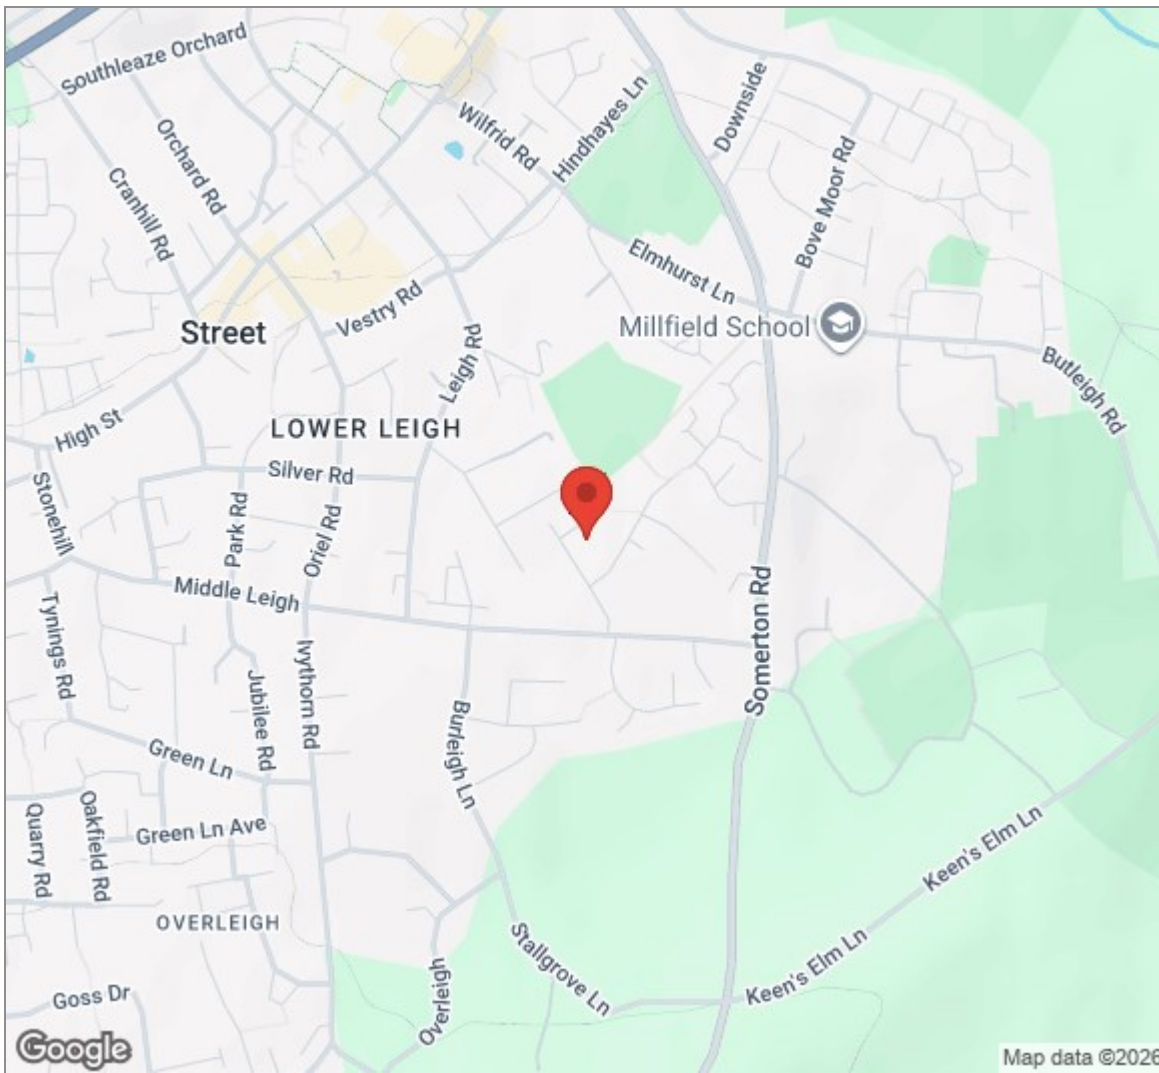 Southleaze Orchard
Orchard Rd
Cranhill Rd
Wilfrid Rd
Hindhayes Ln
Downside
Bove Moor Rd
Elmhurst Ln
Millfield School
Butleigh Rd
Vestry Rd
Street
Leigh Rd
High St
LOWER LEIGH
Silver Rd
Stonehill
Park Rd
Oriel Rd
Middle Leigh
Tynings Rd
Ivythorn Rd
Jubilee Rd
Somerton Rd
Burleigh Ln
Green Ln
Green Ln Ave
Oakfield Rd
Quarry Rd
OVERLEIGH
Keen's Elm Ln
Keen's Elm Ln
Stallgrove Ln
Overleigh
Goss Dr
Google
Map data ©2026